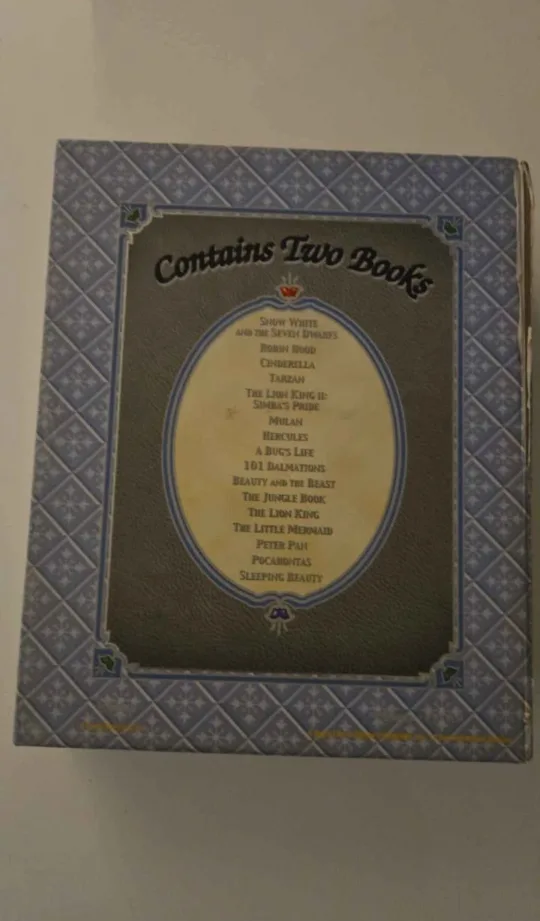 Contains Two Books
SNOW WHITE
AND THE SEVEN DWARFS
ROBIN HOOD
CINDERELLA
TARZAN
THE LION KING II:
SIMBA'S PRIDE
MULAN
HERCULES
A BUG'S LIFE
101 DALMATIONS
BEAUTY AND THE BEAST
THE JUNGLE BOOK
THE LION KING
THE LITTLE MERMAID
PETER PAN
POCAHONTAS
SLEEPING BEAUTY